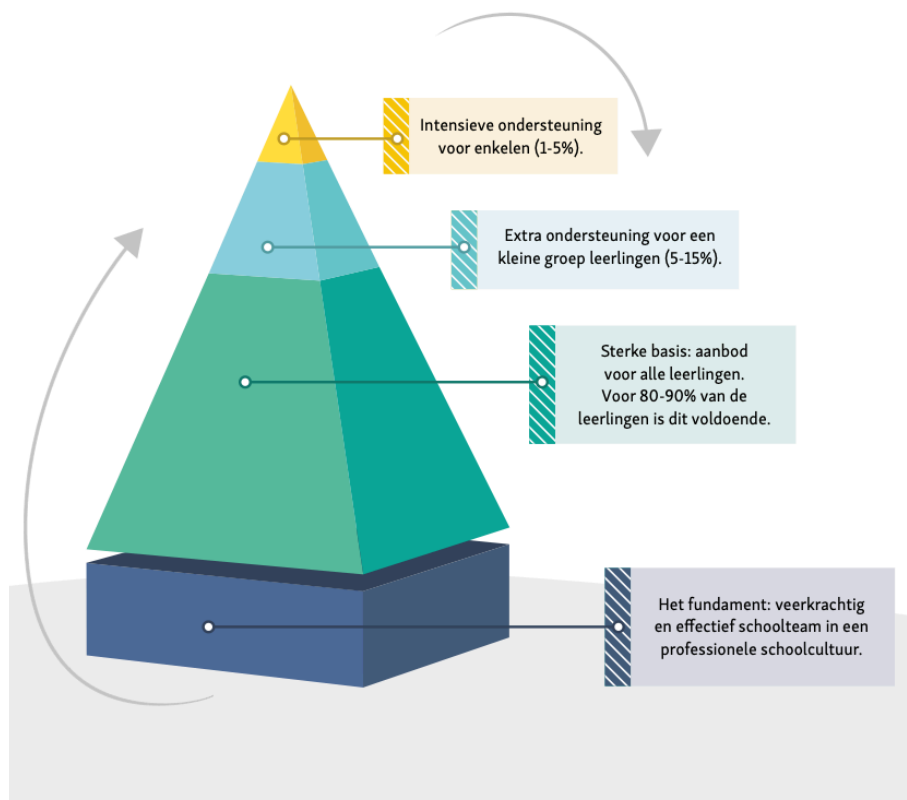 Intensieve ondersteuning
voor enkelen (1-5%).
Extra ondersteuning voor een
kleine groep leerlingen (5-15%).
Sterke basis: aanbod
voor alle leerlingen.
Voor 80-90% van de
leerlingen is dit voldoende.
Het fundament: veerkrachtig
en effectief schoolteam in een
professionele schoolcultuur.